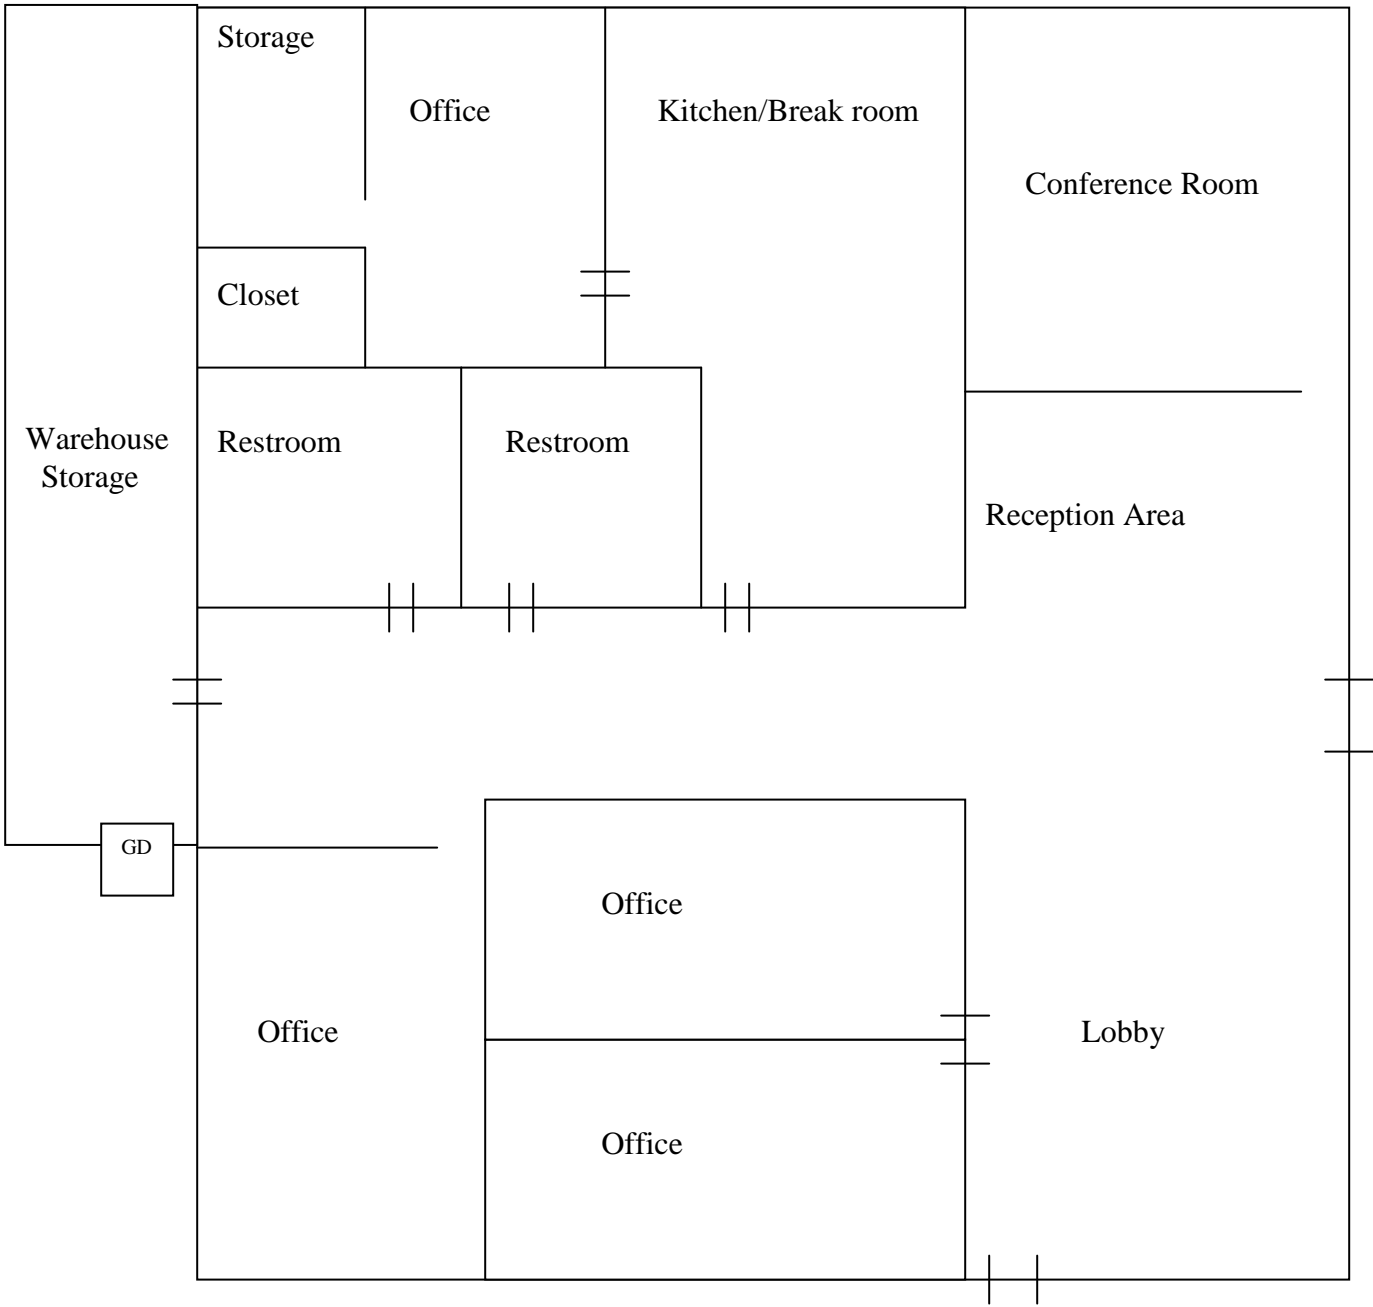 Storage
Office
Kitchen/Break room
Conference Room
Closet
Warehouse
Storage
Restroom
Restroom
Reception Area
GD
Office
Office
Lobby
Office